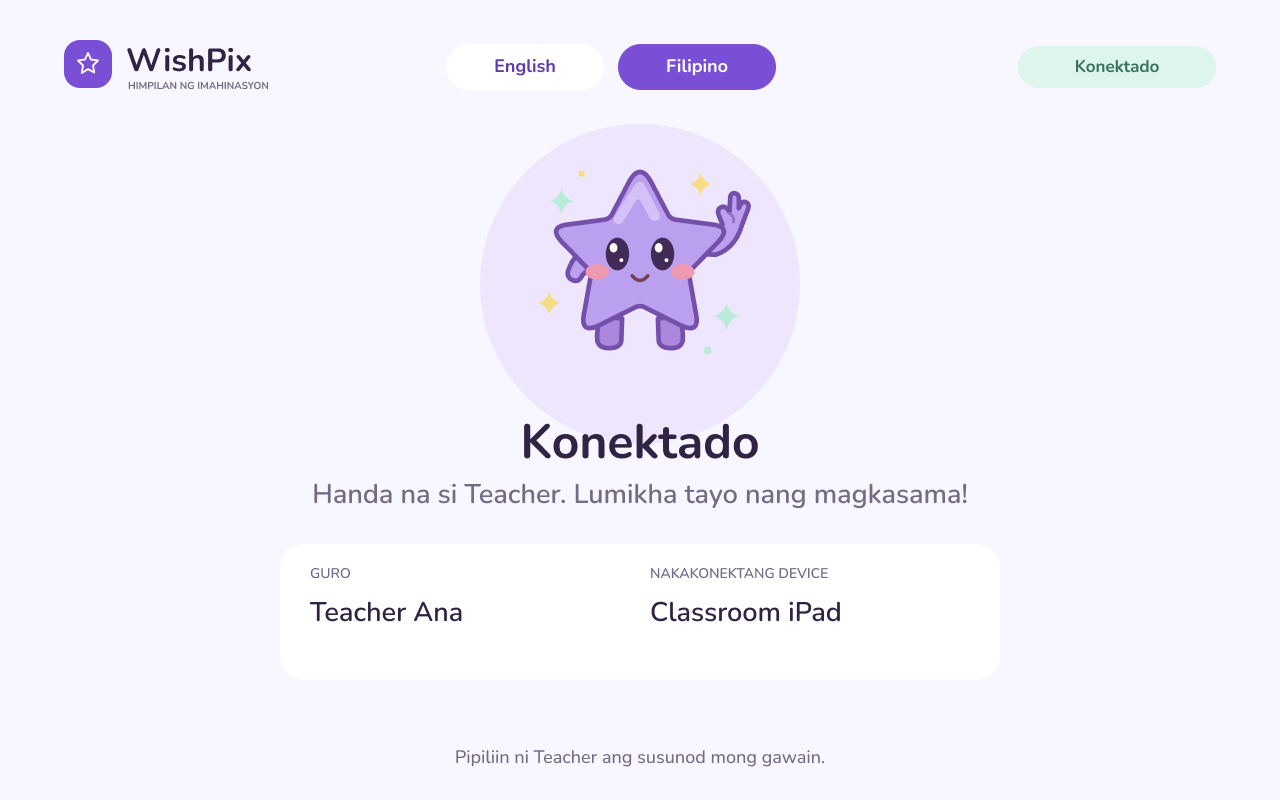 WishPix
HIMPILAN NG IMAHINASYON
English
Filipino
Konektado
Konektado
Handa na si Teacher. Lumikha tayo nang magkasama!
GURO
Teacher Ana
NAKAKONEKTANG DEVICE
Classroom iPad
Pipiliin ni Teacher ang susunod mong gawain.